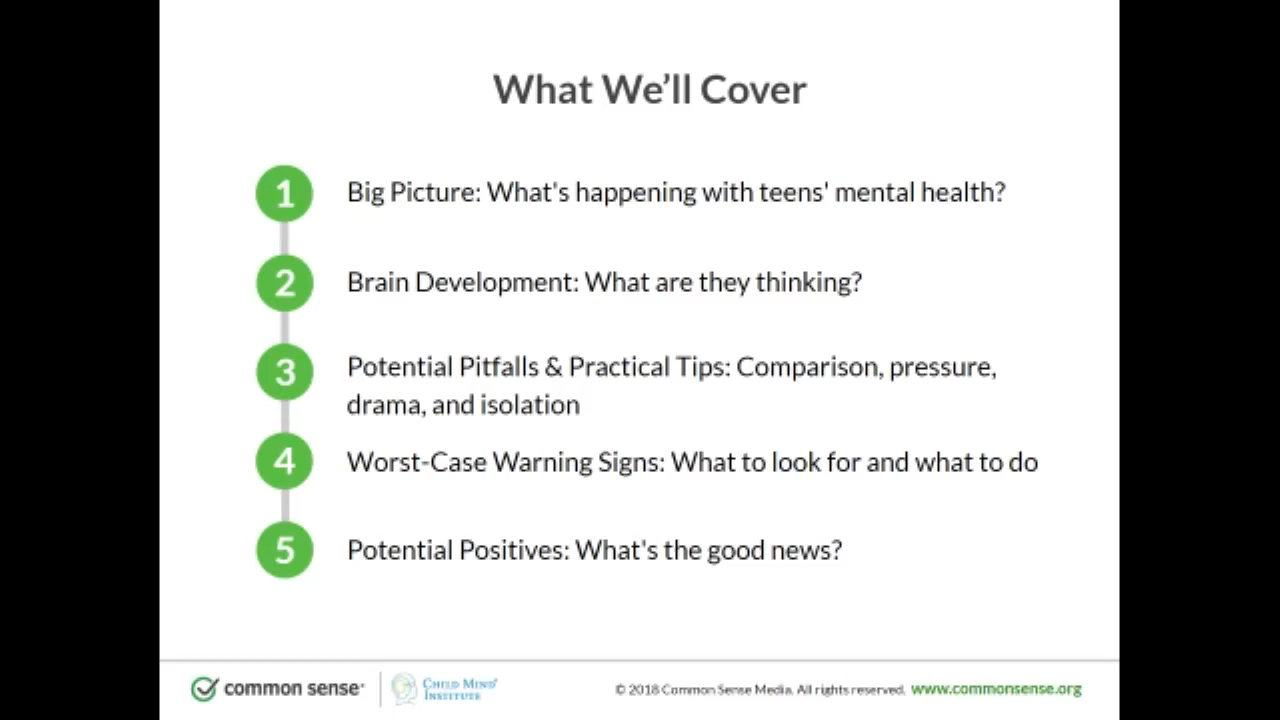 What We'll Cover
1
Big Picture: What's happening with teens' mental health?
2
Brain Development: What are they thinking?
3
Potential Pitfalls & Practical Tips: Comparison, pressure,
drama, and isolation
4
Worst-Case Warning Signs: What to look for and what to do
5
Potential Positives: What's the good news?
common sense®
CHILD MIND®
INSTITUTE
© 2018 Common Sense Media. All rights reserved. www.commonsense.org